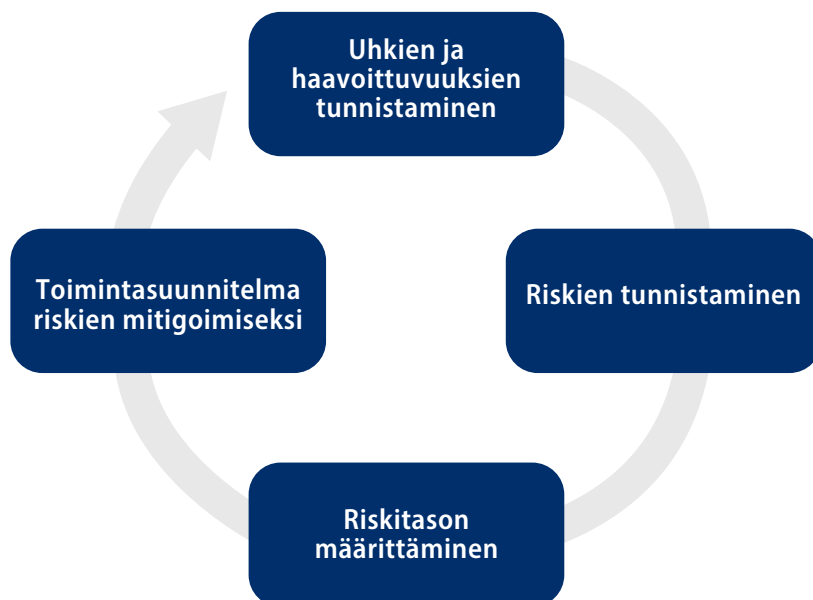 Uhkien ja
haavoittuvuuksien
tunnistaminen
Riskien tunnistaminen
Riskitason
määrittäminen
Toimintasuunnitelma
riskien mitigoimiseksi